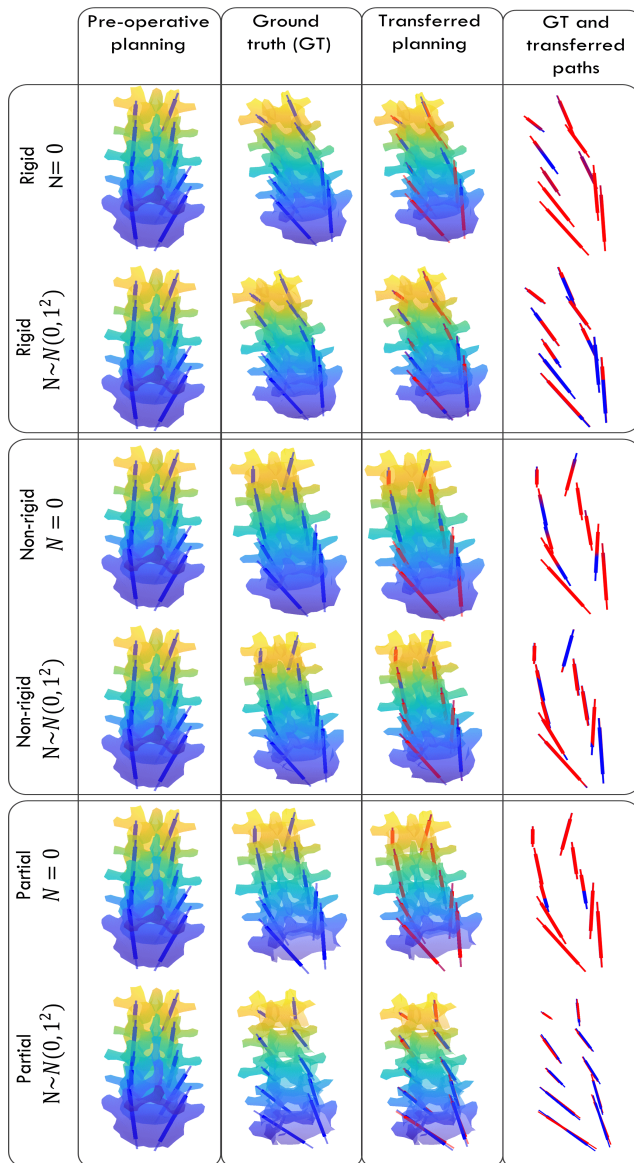 Pre-operative
planning
Ground
truth (GT)
Transferred
planning
GT and
transferred
paths
Rigid
N= 0
Rigid
N~N(0,1²)
Non-rigid
N = 0
Non-rigid
N~N(0,1²)
Partial
N = 0
Partial
N~N(0,1²)